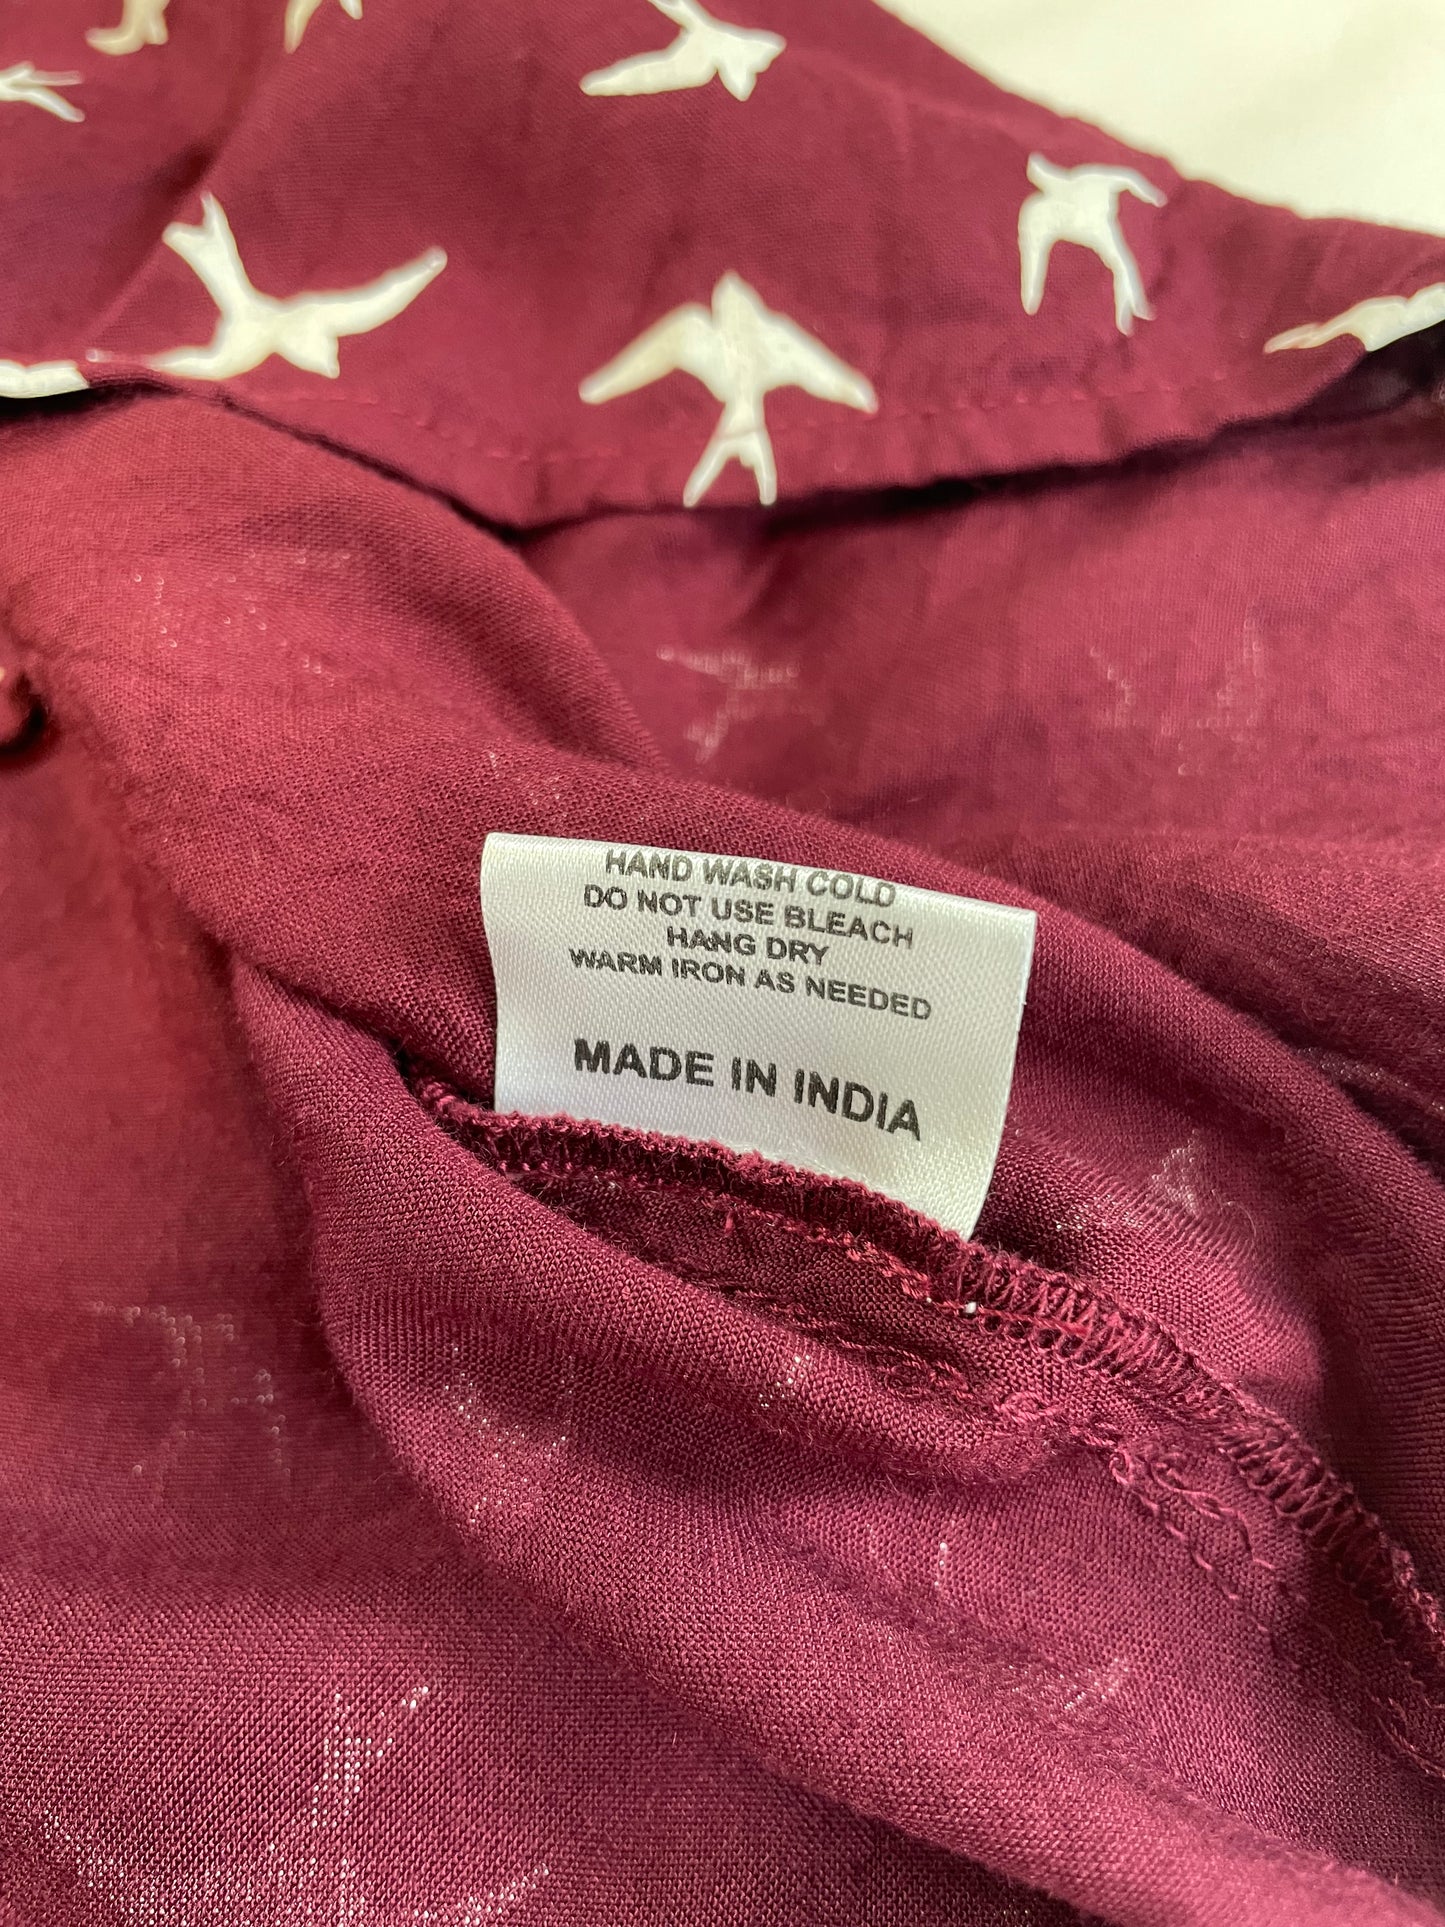 HAND WASH COLD
DO NOT USE BLEACH
HANG DRY
WARM IRON AS NEEDED
MADE IN INDIA